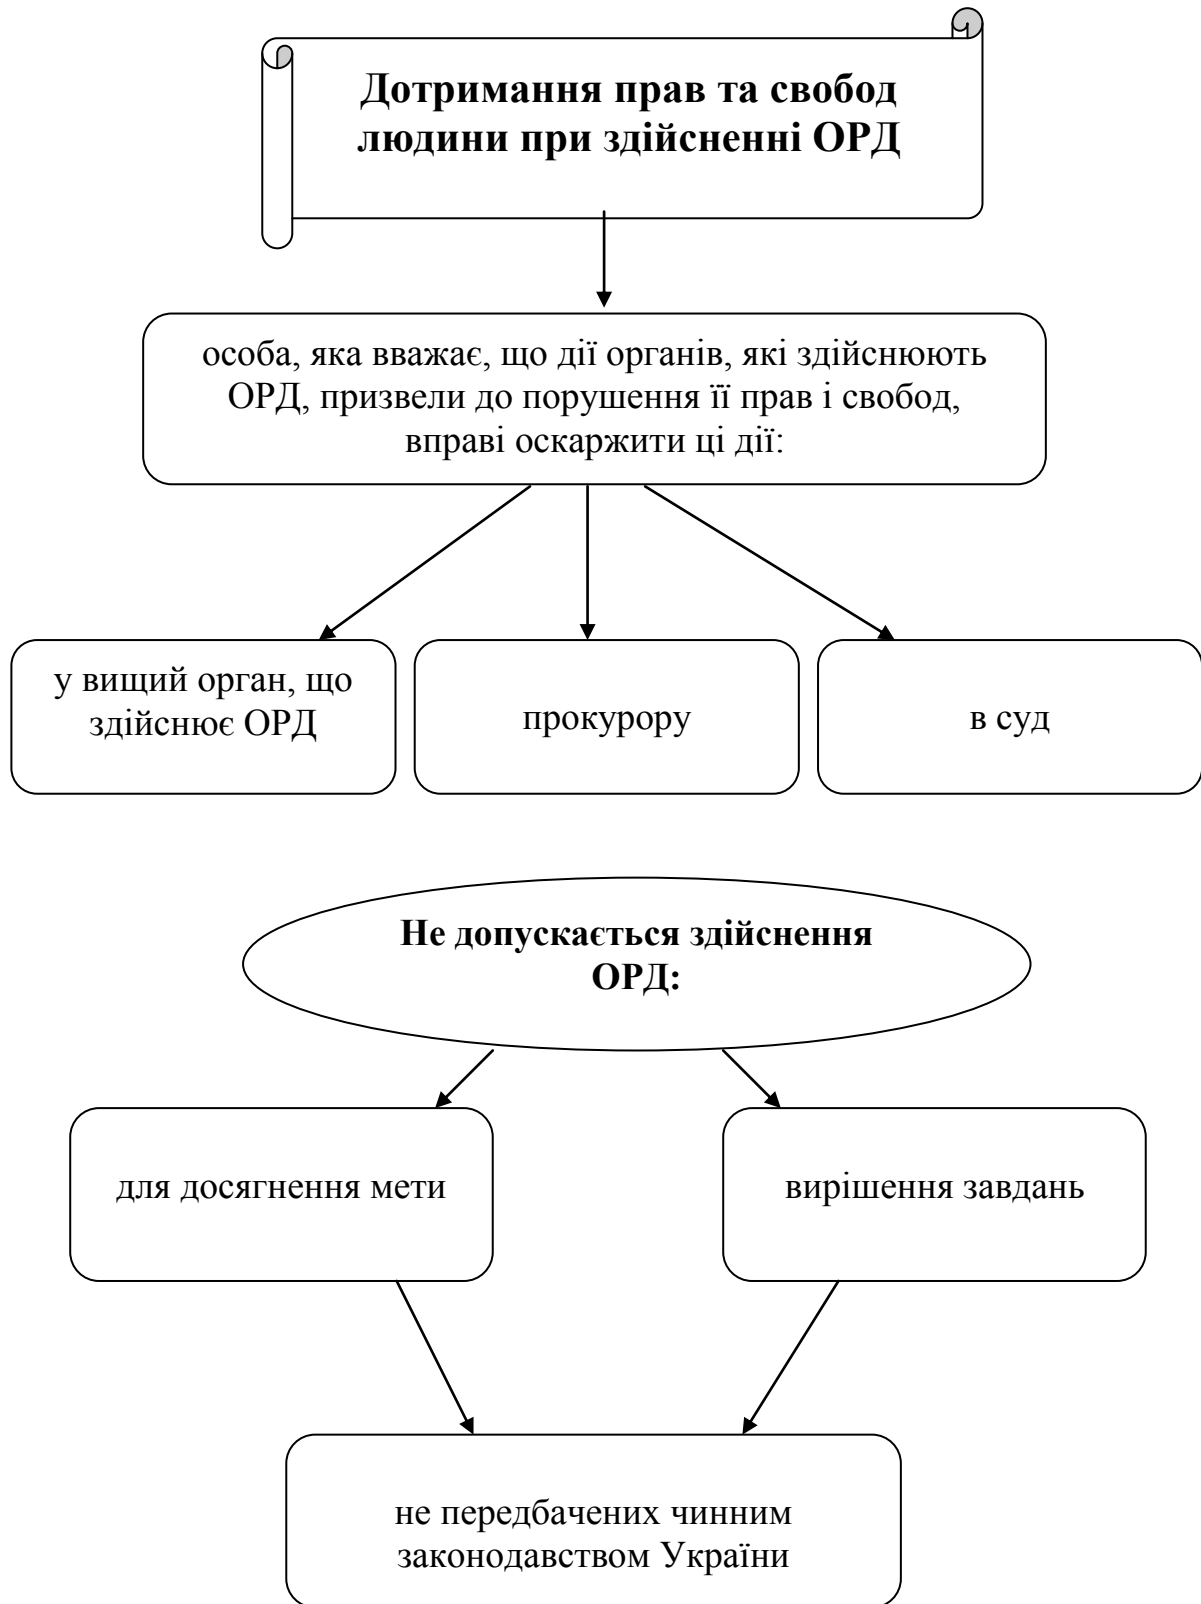 Дотримання прав та свобод
людини при здійсненні ОРД
особа, яка вважає, що дії органів, які здійснюють
ОРД, призвели до порушення її прав і свобод,
вправі оскаржити ці дії:
у вищий орган, що
здійснює ОРД
прокурору
в суд
Не допускається здійснення
ОРД:
для досягнення мети
вирішення завдань
не передбачених чинним
законодавством України